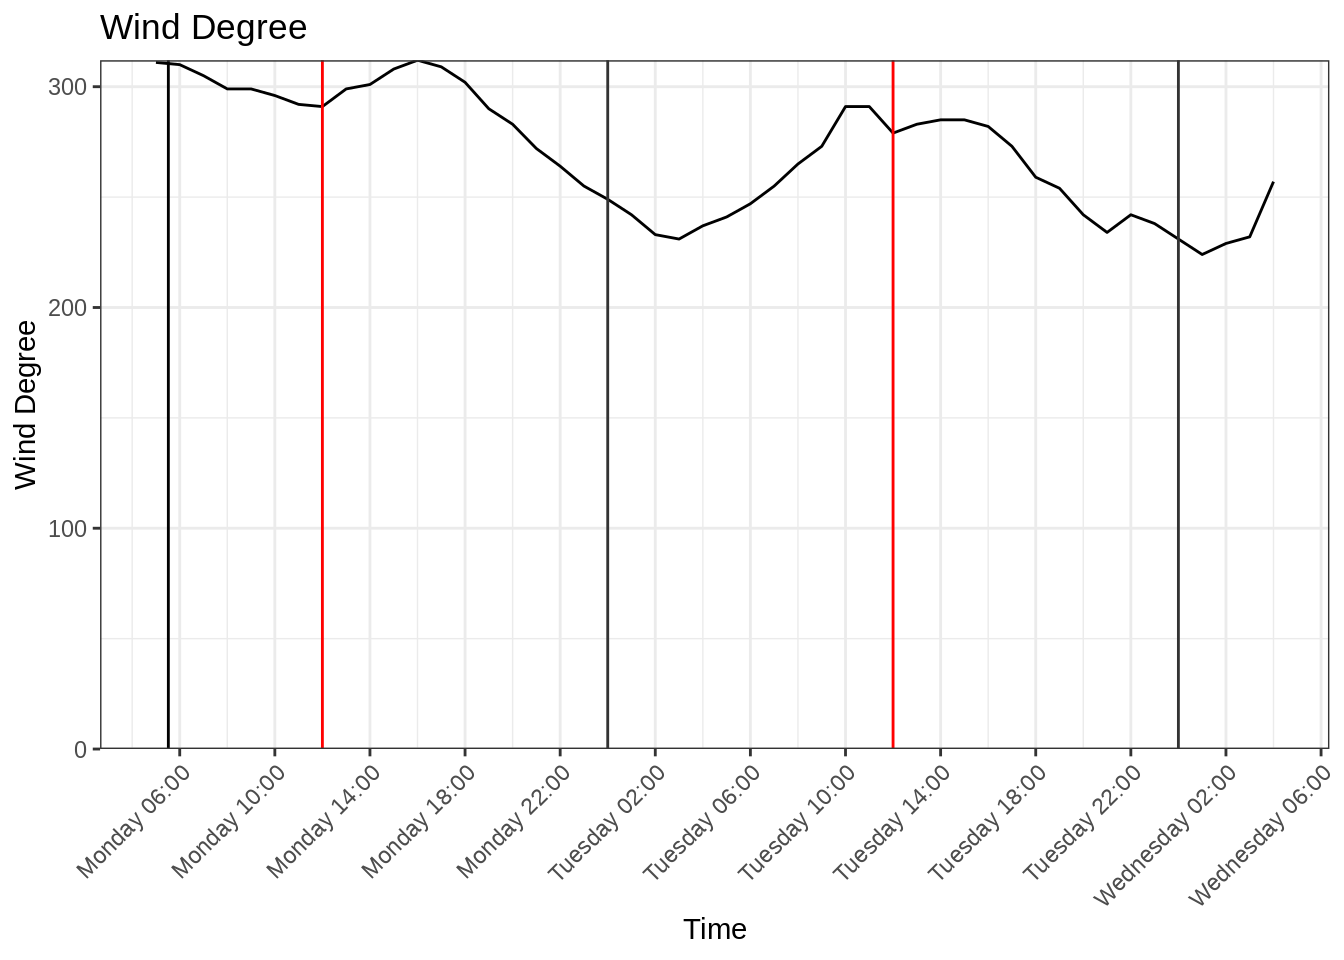 Wind Degree
Wind Degree
300
200
100
0
Monday 06:00
Monday 10:00
Monday 14:00
Monday 18:00
Monday 22:00
Tuesday 02:00
Tuesday 06:00
Tuesday 10:00
Tuesday 14:00
Tuesday 18:00
Tuesday 22:00
Wednesday 02:00
Wednesday 06:00
Time